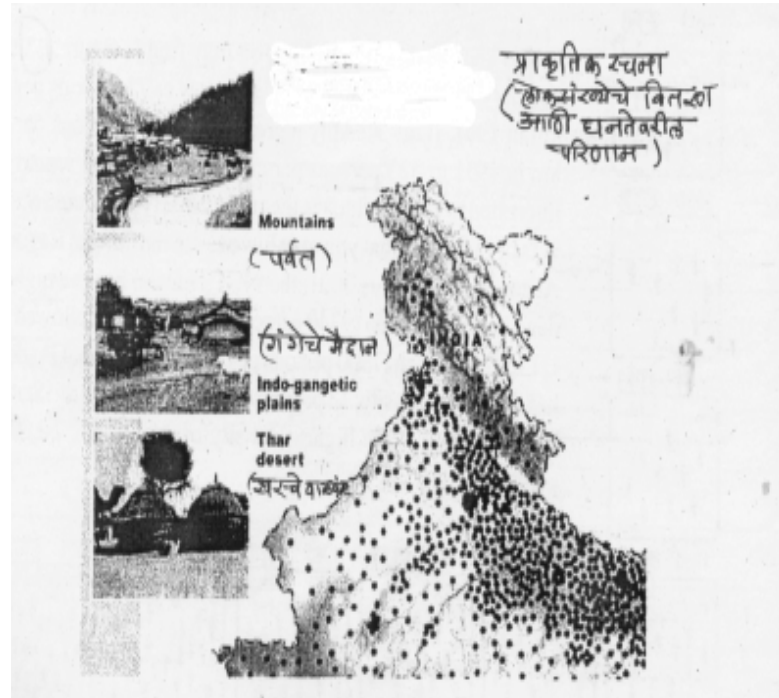 प्राकृतिक रचना
(लोकसंख्येचे वितरण
आणि घनतेवरील
परिणाम)
Mountains
(पर्वत)
INDIA
(गंगेचे मैदान)
Indo-gangetic
plains
Thar
desert